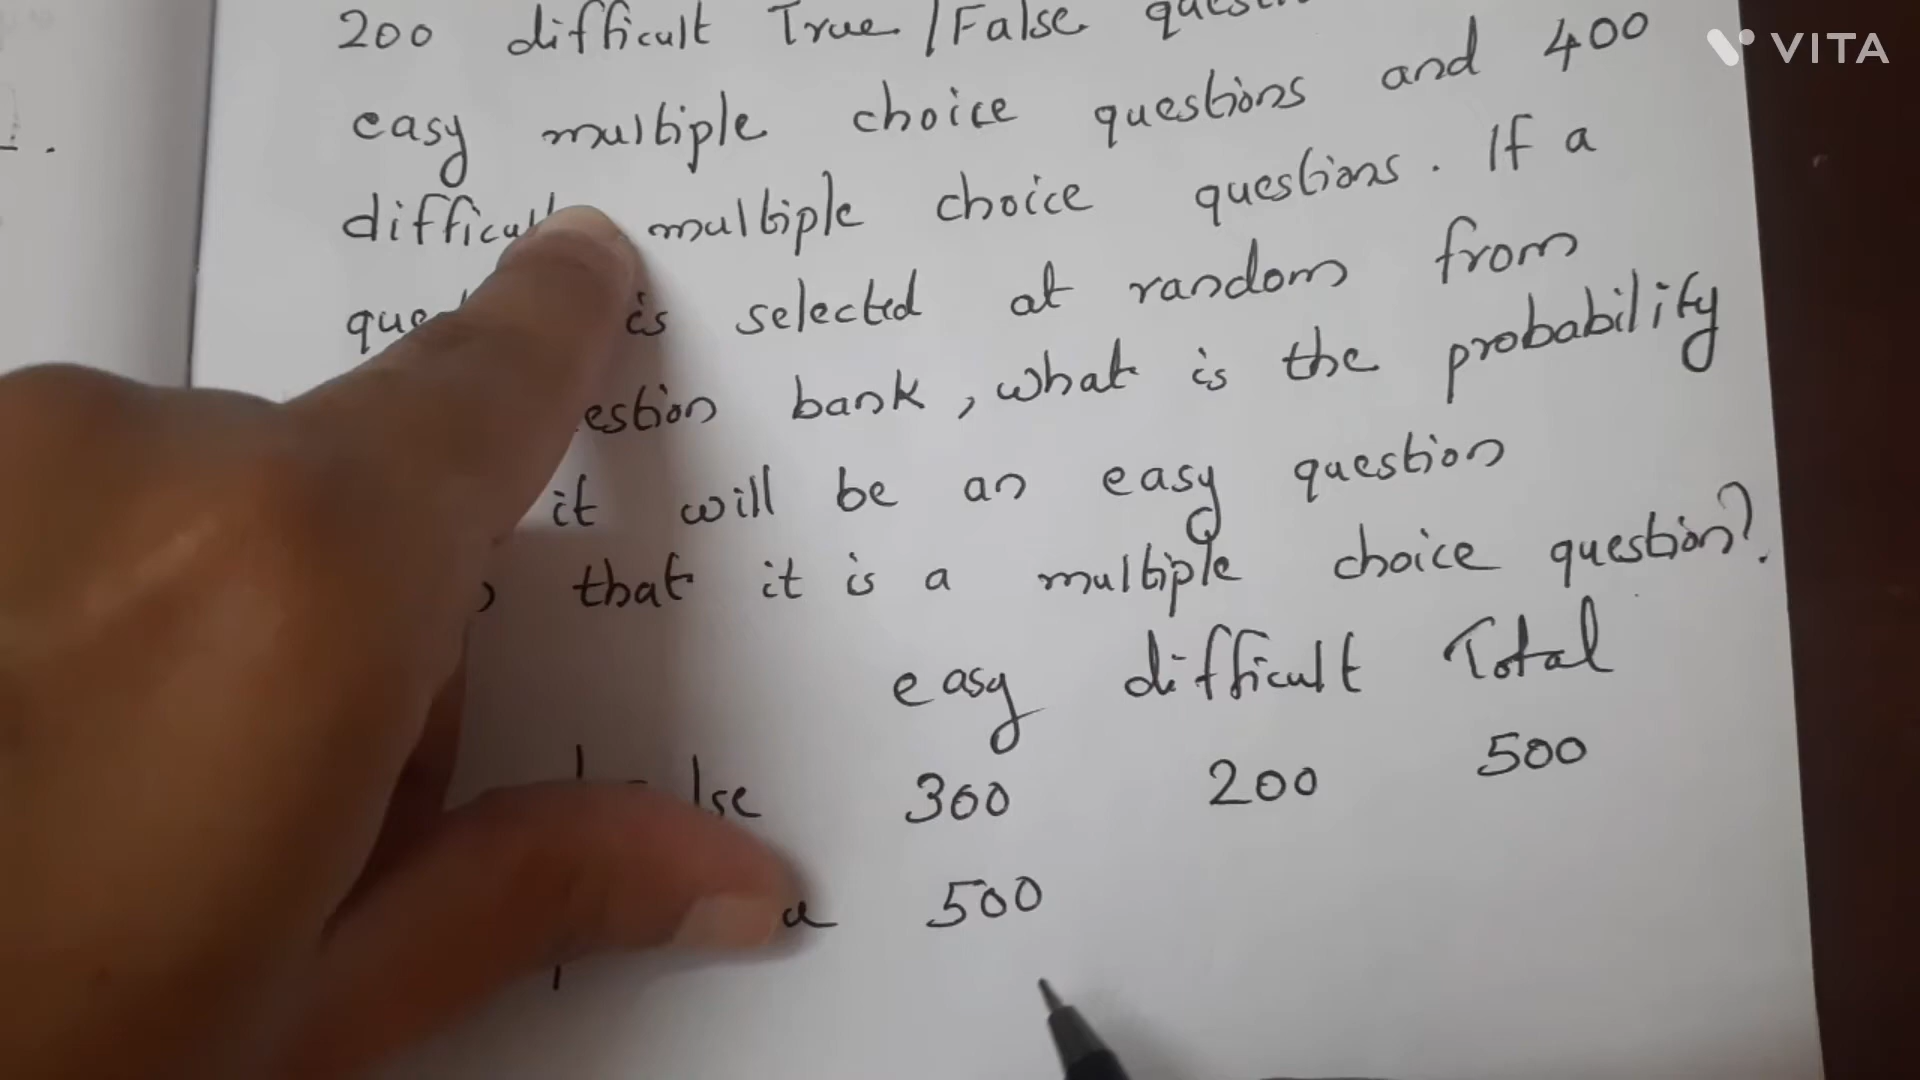 200 difficult True/False
VITA
easy multiple choice questions and 400
difficult multiple choice questions. If a
is selected at random from
bank, what is the probability
it will be an easy question
that it is a multiple choice question?
easy difficult Total
300 200 500
500